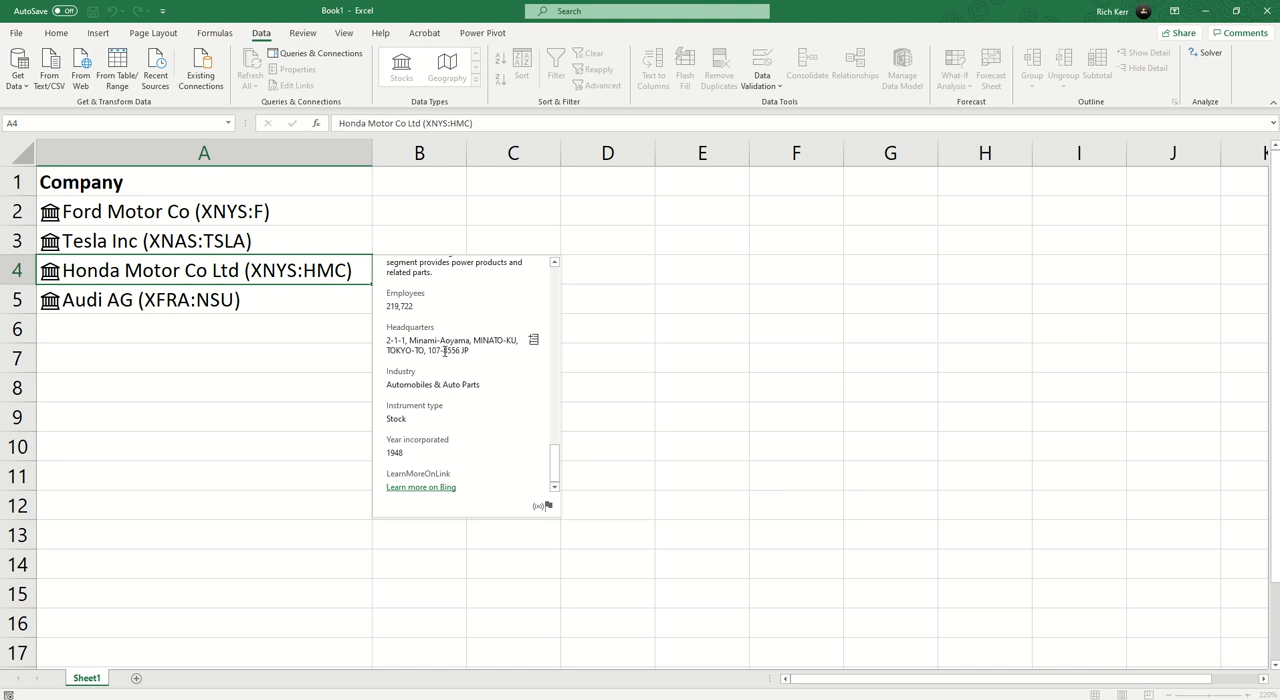 AutoSave Off
Book1 - Excel
Search
Rich Kerr
File Home Insert Page Layout Formulas Data Review View Help Acrobat Power Pivot
Share Comments
Get Data
From Text/CSV
From Web
From Table/ Range
Recent Sources
Existing Connections
Get & Transform Data
Refresh All
Queries & Connections
Properties
Edit Links
Queries & Connections
Stocks
Geography
Data Types
Sort
Filter
Clear
Reapply
Advanced
Sort & Filter
Text to Columns
Flash Fill
Remove Duplicates
Data Validation
Consolidate
Relationships
Manage Data Model
Data Tools
What-If Analysis
Forecast Sheet
Forecast
Group
Ungroup
Subtotal
Show Detail
Hide Detail
Outline
Solver
Analyze
A4
fx
Honda Motor Co Ltd (XNYS:HMC)
A B C D E F G H I J
1 Company
2 Ford Motor Co (XNYS:F)
3 Tesla Inc (XNAS:TSLA)
4 Honda Motor Co Ltd (XNYS:HMC)
5 Audi AG (XFRA:NSU)
6
7
8
9
10
11
12
13
14
15
16
17
segment provides power products and
related parts.
Employees
219,722
Headquarters
2-1-1, Minami-Aoyama, MINATO-KU,
TOKYO-TO, 107-8556 JP
Industry
Automobiles & Auto Parts
Instrument type
Stock
Year incorporated
1948
LearnMoreOnLink
Learn more on Bing
Sheet1
220%